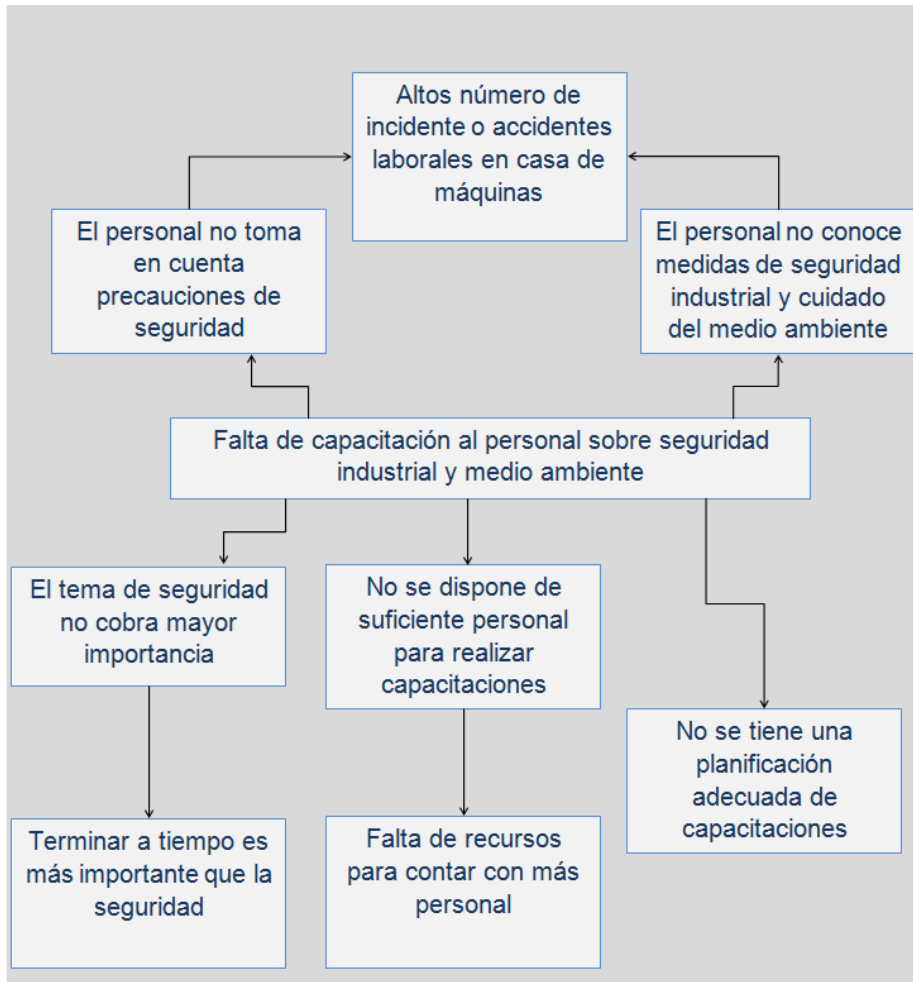 Altos número de
incidente o accidentes
laborales en casa de
máquinas
El personal no toma
en cuenta
precauciones de
seguridad
El personal no conoce
medidas de seguridad
industrial y cuidado
del medio ambiente
Falta de capacitación al personal sobre seguridad
industrial y medio ambiente
El tema de seguridad
no cobra mayor
importancia
No se dispone de
suficiente personal
para realizar
capacitaciones
No se tiene una
planificación
adecuada de
capacitaciones
Terminar a tiempo es
más importante que la
seguridad
Falta de recursos
para contar con más
personal